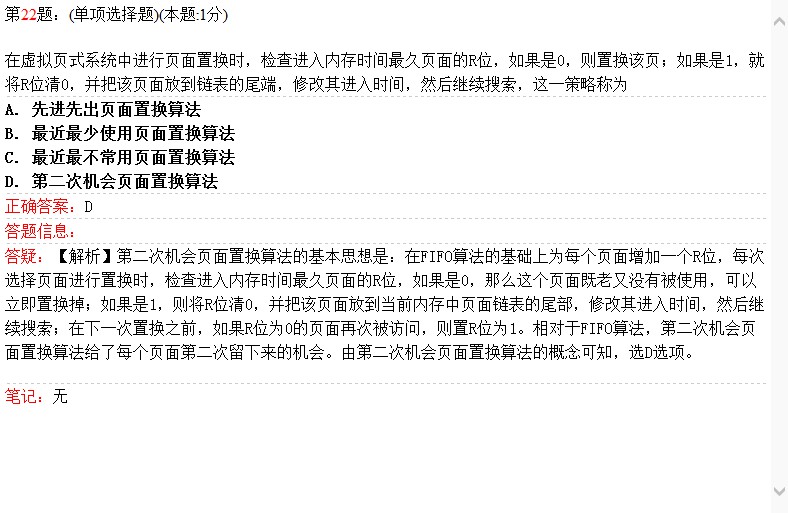 第22题：(单项选择题)(本题:1分)
在虚拟页式系统中进行页面置换时，检查进入内存时间最久页面的R位，如果是0，则置换该页；如果是1，就
将R位清0，并把该页面放到链表的尾端，修改其进入时间，然后继续搜索，这一策略称为
A. 先进先出页面置换算法
B. 最近最少使用页面置换算法
C. 最近最不常用页面置换算法
D. 第二次机会页面置换算法
正确答案：D
答题信息：
答疑：【解析】第二次机会页面置换算法的基本思想是：在FIFO算法的基础上为每个页面增加一个R位，每次
选择页面进行置换时，检查进入内存时间最久页面的R位，如果是0，那么这个页面既老又没有被使用，可以
立即置换掉；如果是1，则将R位清0，并把该页面放到当前内存中页面链表的尾部，修改其进入时间，然后继
续搜索；在下一次置换之前，如果R位为0的页面再次被访问，则置R位为1。相对于FIFO算法，第二次机会页
面置换算法给了每个页面第二次留下来的机会。由第二次机会页面置换算法的概念可知，选D选项。
笔记：无